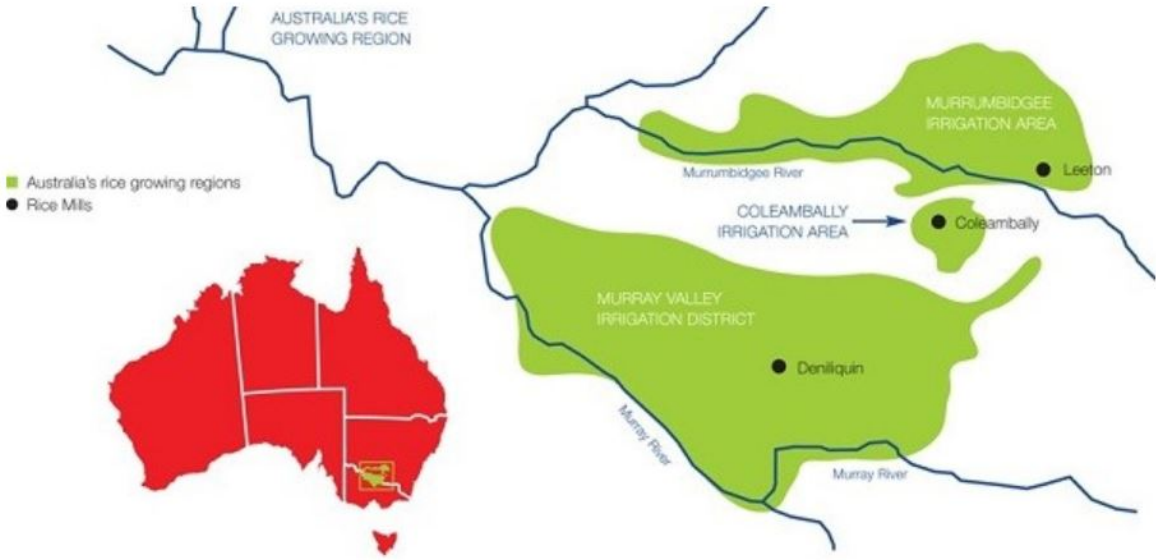 AUSTRALIA'S RICE
GROWING REGION
MURRUMBIDGEE
IRRIGATION AREA
Leeton
Murrumbidgee River
Australia's rice growing regions
Rice Mills
COLEAMBALLY
IRRIGATION AREA
Coleambally
MURRAY VALLEY
IRRIGATION DISTRICT
Deniliquin
Murray River
Murray River